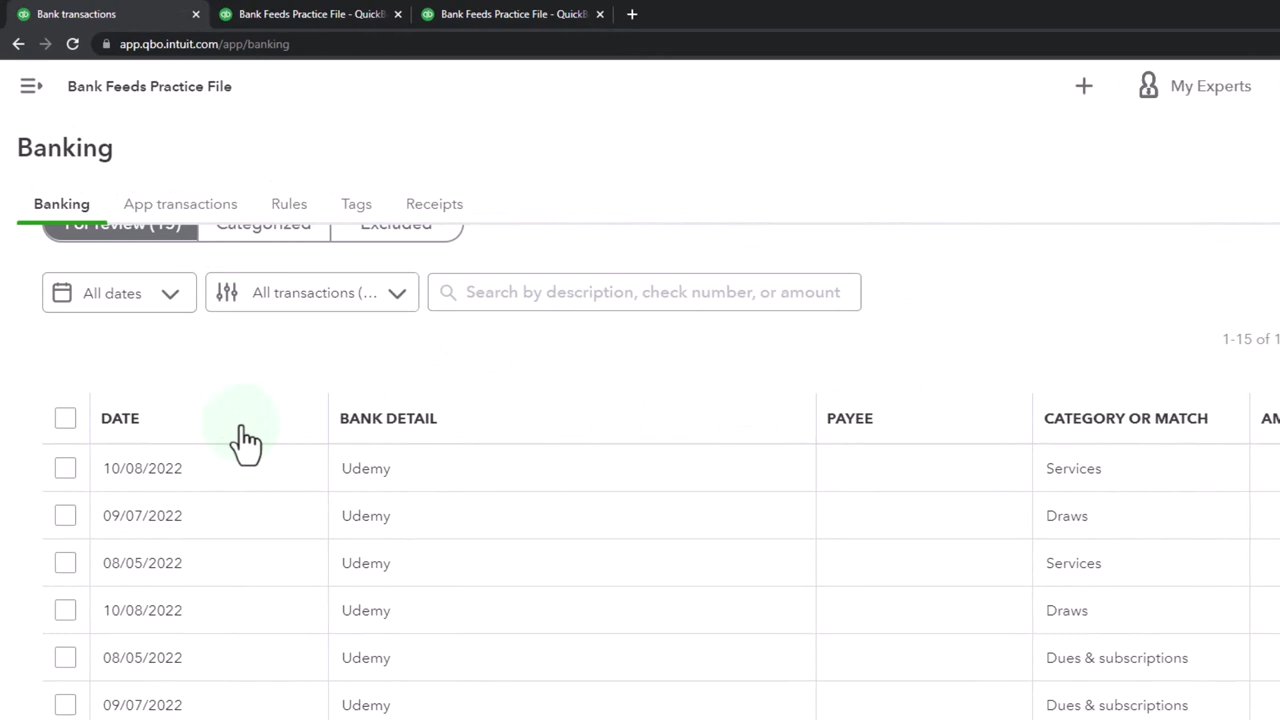 Bank transactions
Bank Feeds Practice File - QuickB
Bank Feeds Practice File - QuickB
app.qbo.intuit.com/app/banking
Bank Feeds Practice File
My Experts
Banking
Banking App transactions Rules Tags Receipts
For review (15) Categorized Excluded
All dates All transactions (... Search by description, check number, or amount
1-15 of 1
DATE BANK DETAIL PAYEE CATEGORY OR MATCH AM
10/08/2022 Udemy Services
09/07/2022 Udemy Draws
08/05/2022 Udemy Services
10/08/2022 Udemy Draws
08/05/2022 Udemy Dues & subscriptions
09/07/2022 Udemy Dues & subscriptions